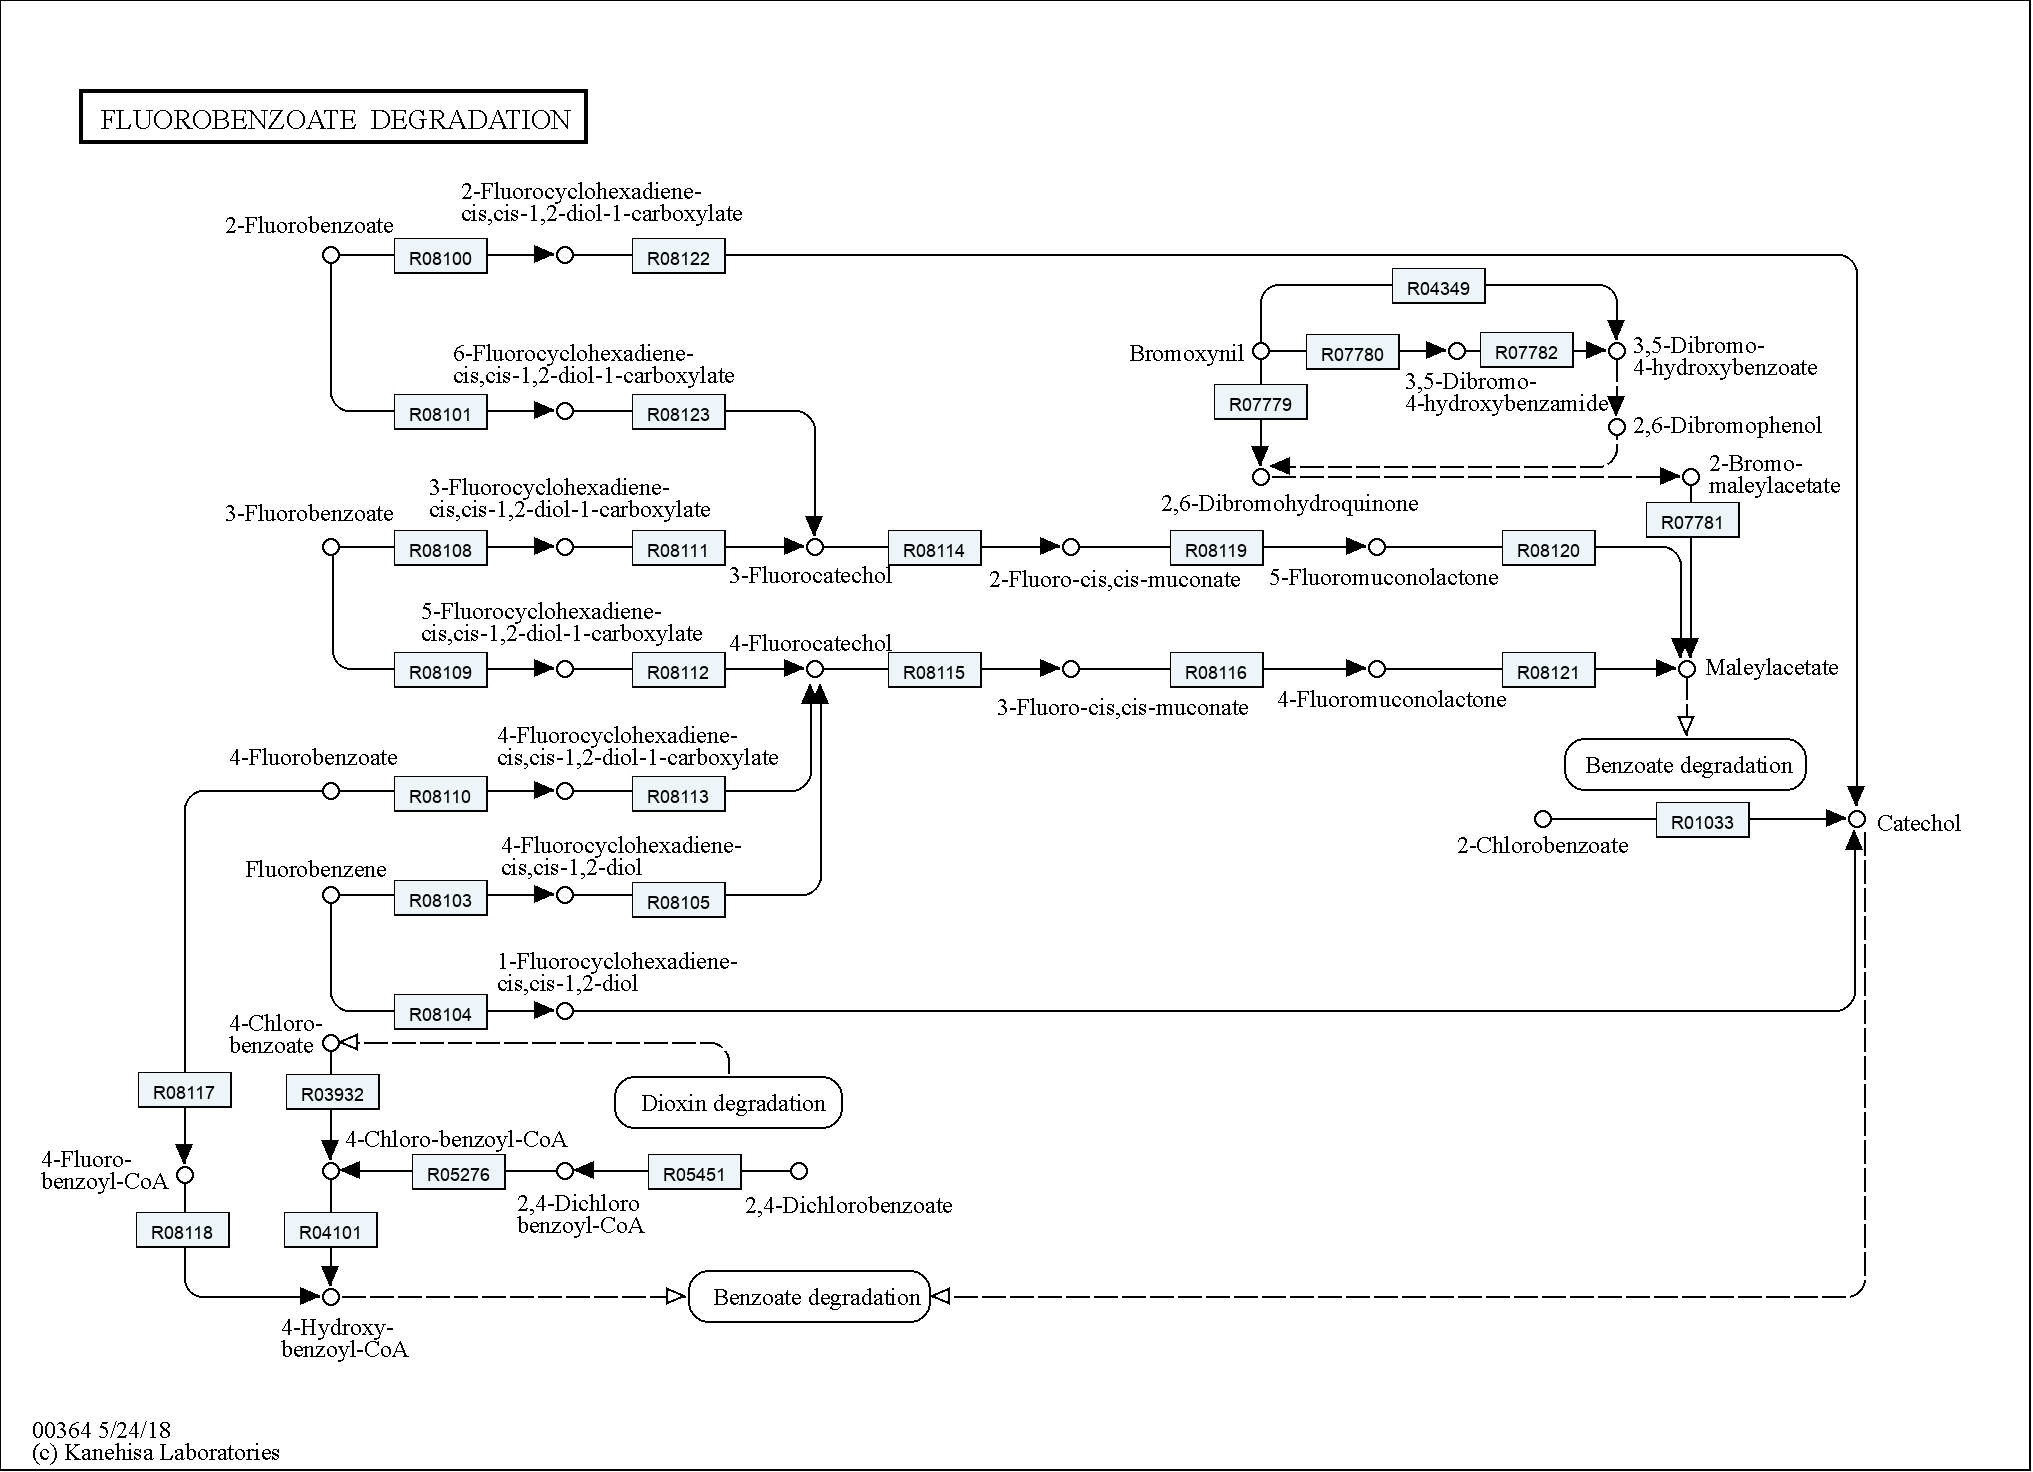 FLUOROBENZOATE DEGRADATION
2-Fluorobenzoate
2-Fluorocyclohexadiene-
cis,cis-1,2-diol-1-carboxylate
R08100
R08122
6-Fluorocyclohexadiene-
cis,cis-1,2-diol-1-carboxylate
R08101
R08123
R04349
Bromoxynil
R07780
R07782
3,5-Dibromo-
4-hydroxybenzoate
3,5-Dibromo-
4-hydroxybenzamide
R07779
2,6-Dibromophenol
2-Bromo-
maleylacetate
2,6-Dibromohydroquinone
R07781
3-Fluorobenzoate
3-Fluorocyclohexadiene-
cis,cis-1,2-diol-1-carboxylate
R08108
R08111
3-Fluorocatechol
R08114
2-Fluoro-cis,cis-muconate
R08119
5-Fluoromuconolactone
R08120
5-Fluorocyclohexadiene-
cis,cis-1,2-diol-1-carboxylate
R08109
R08112
4-Fluorocatechol
R08115
3-Fluoro-cis,cis-muconate
R08116
4-Fluoromuconolactone
R08121
Maleylacetate
Benzoate degradation
4-Fluorobenzoate
4-Fluorocyclohexadiene-
cis,cis-1,2-diol-1-carboxylate
R08110
R08113
2-Chlorobenzoate
R01033
Catechol
Fluorobenzene
4-Fluorocyclohexadiene-
cis,cis-1,2-diol
R08103
R08105
1-Fluorocyclohexadiene-
cis,cis-1,2-diol
R08104
4-Chloro-
benzoate
R08117
R03932
Dioxin degradation
4-Fluoro-
benzoyl-CoA
4-Chloro-benzoyl-CoA
R05276
R05451
2,4-Dichloro
benzoyl-CoA
2,4-Dichlorobenzoate
R08118
R04101
4-Hydroxy-
benzoyl-CoA
Benzoate degradation
00364 5/24/18
(c) Kanehisa Laboratories